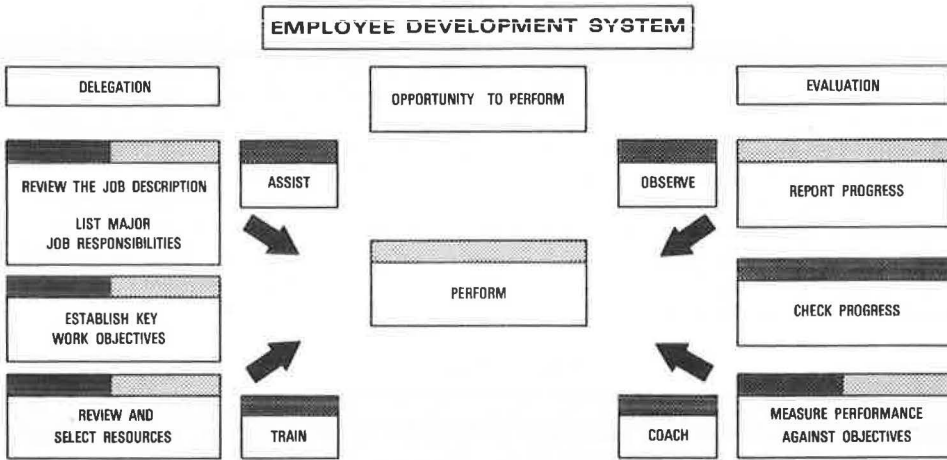 EMPLOYEE DEVELOPMENT SYSTEM
DELEGATION
OPPORTUNITY TO PERFORM
EVALUATION
REVIEW THE JOB DESCRIPTION
LIST MAJOR
JOB RESPONSIBILITIES
ASSIST
OBSERVE
REPORT PROGRESS
PERFORM
ESTABLISH KEY
WORK OBJECTIVES
CHECK PROGRESS
REVIEW AND
SELECT RESOURCES
TRAIN
COACH
MEASURE PERFORMANCE
AGAINST OBJECTIVES